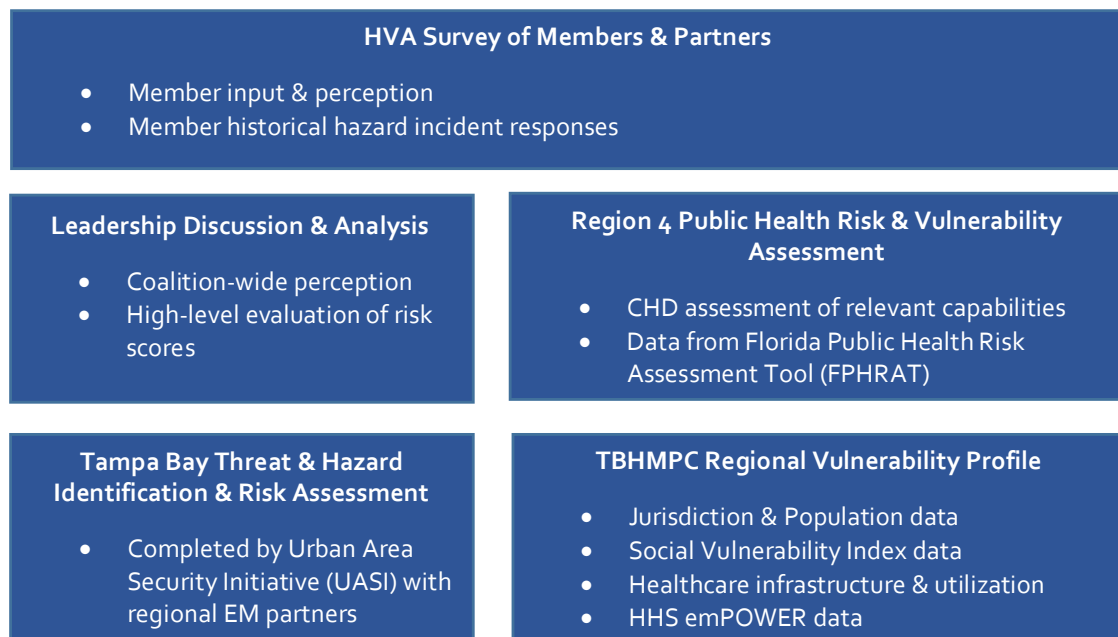 HVA Survey of Members & Partners
• Member input & perception
• Member historical hazard incident responses
Leadership Discussion & Analysis
• Coalition-wide perception
• High-level evaluation of risk
scores
Region 4 Public Health Risk & Vulnerability
Assessment
• CHD assessment of relevant capabilities
• Data from Florida Public Health Risk
Assessment Tool (FPHRAT)
Tampa Bay Threat & Hazard
Identification & Risk Assessment
• Completed by Urban Area
Security Initiative (UASI) with
regional EM partners
TBHMPC Regional Vulnerability Profile
• Jurisdiction & Population data
• Social Vulnerability Index data
• Healthcare infrastructure & utilization
• HHS emPOWER data